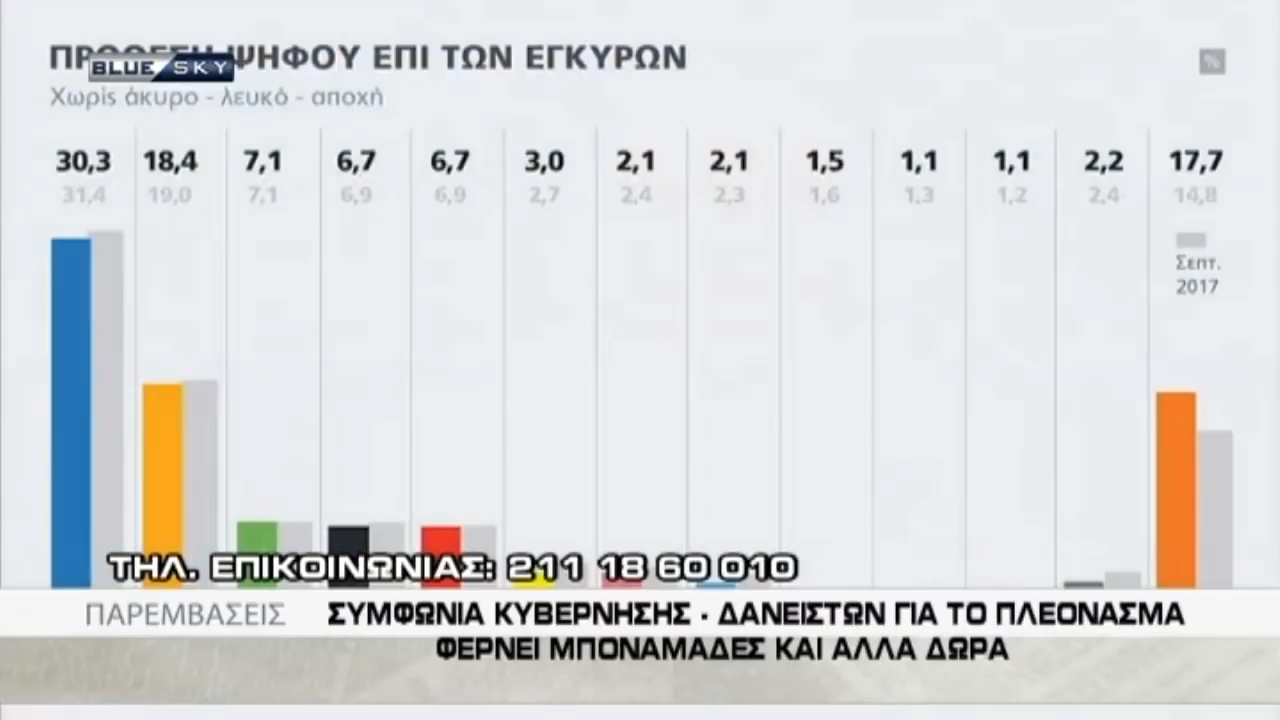 ΨΗΦΟΥ ΕΠΙ ΤΩΝ ΕΓΚΥΡΩΝ
%
BLUE SKY
Χωρίς άκυρο - λευκό - αποχή
30,3 18,4 7,1 6,7 6,7 3,0 2,1 2,1 1,5 1,1 1,1 2,2 17,7
31,4 19,0 7,1 6,9 6,9 2,7 2,4 2,3 1,6 1,3 1,2 2,4 14,8
Σεπτ.
2017
ΤΗΛ. ΕΠΙΚΟΙΝΩΝΙΑΣ: 211 18 60 010
ΠΑΡΕΜΒΑΣΕΙΣ ΣΥΜΦΩΝΙΑ ΚΥΒΕΡΝΗΣΗΣ - ΔΑΝΕΙΣΤΩΝ ΓΙΑ ΤΟ ΠΛΕΟΝΑΣΜΑ
ΦΕΡΝΕΙ ΜΠΟΝΑΜΑΔΕΣ ΚΑΙ ΑΛΛΑ ΔΩΡΑ